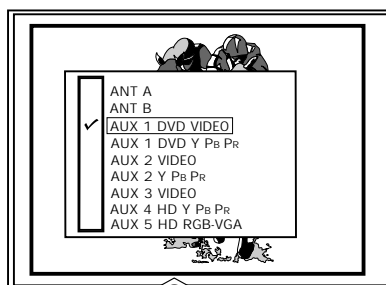 ANT A
ANT B
AUX 1 DVD VIDEO
AUX 1 DVD Y PB PR
AUX 2 VIDEO
AUX 2 Y PB PR
AUX 3 VIDEO
AUX 4 HD Y PB PR
AUX 5 HD RGB-VGA